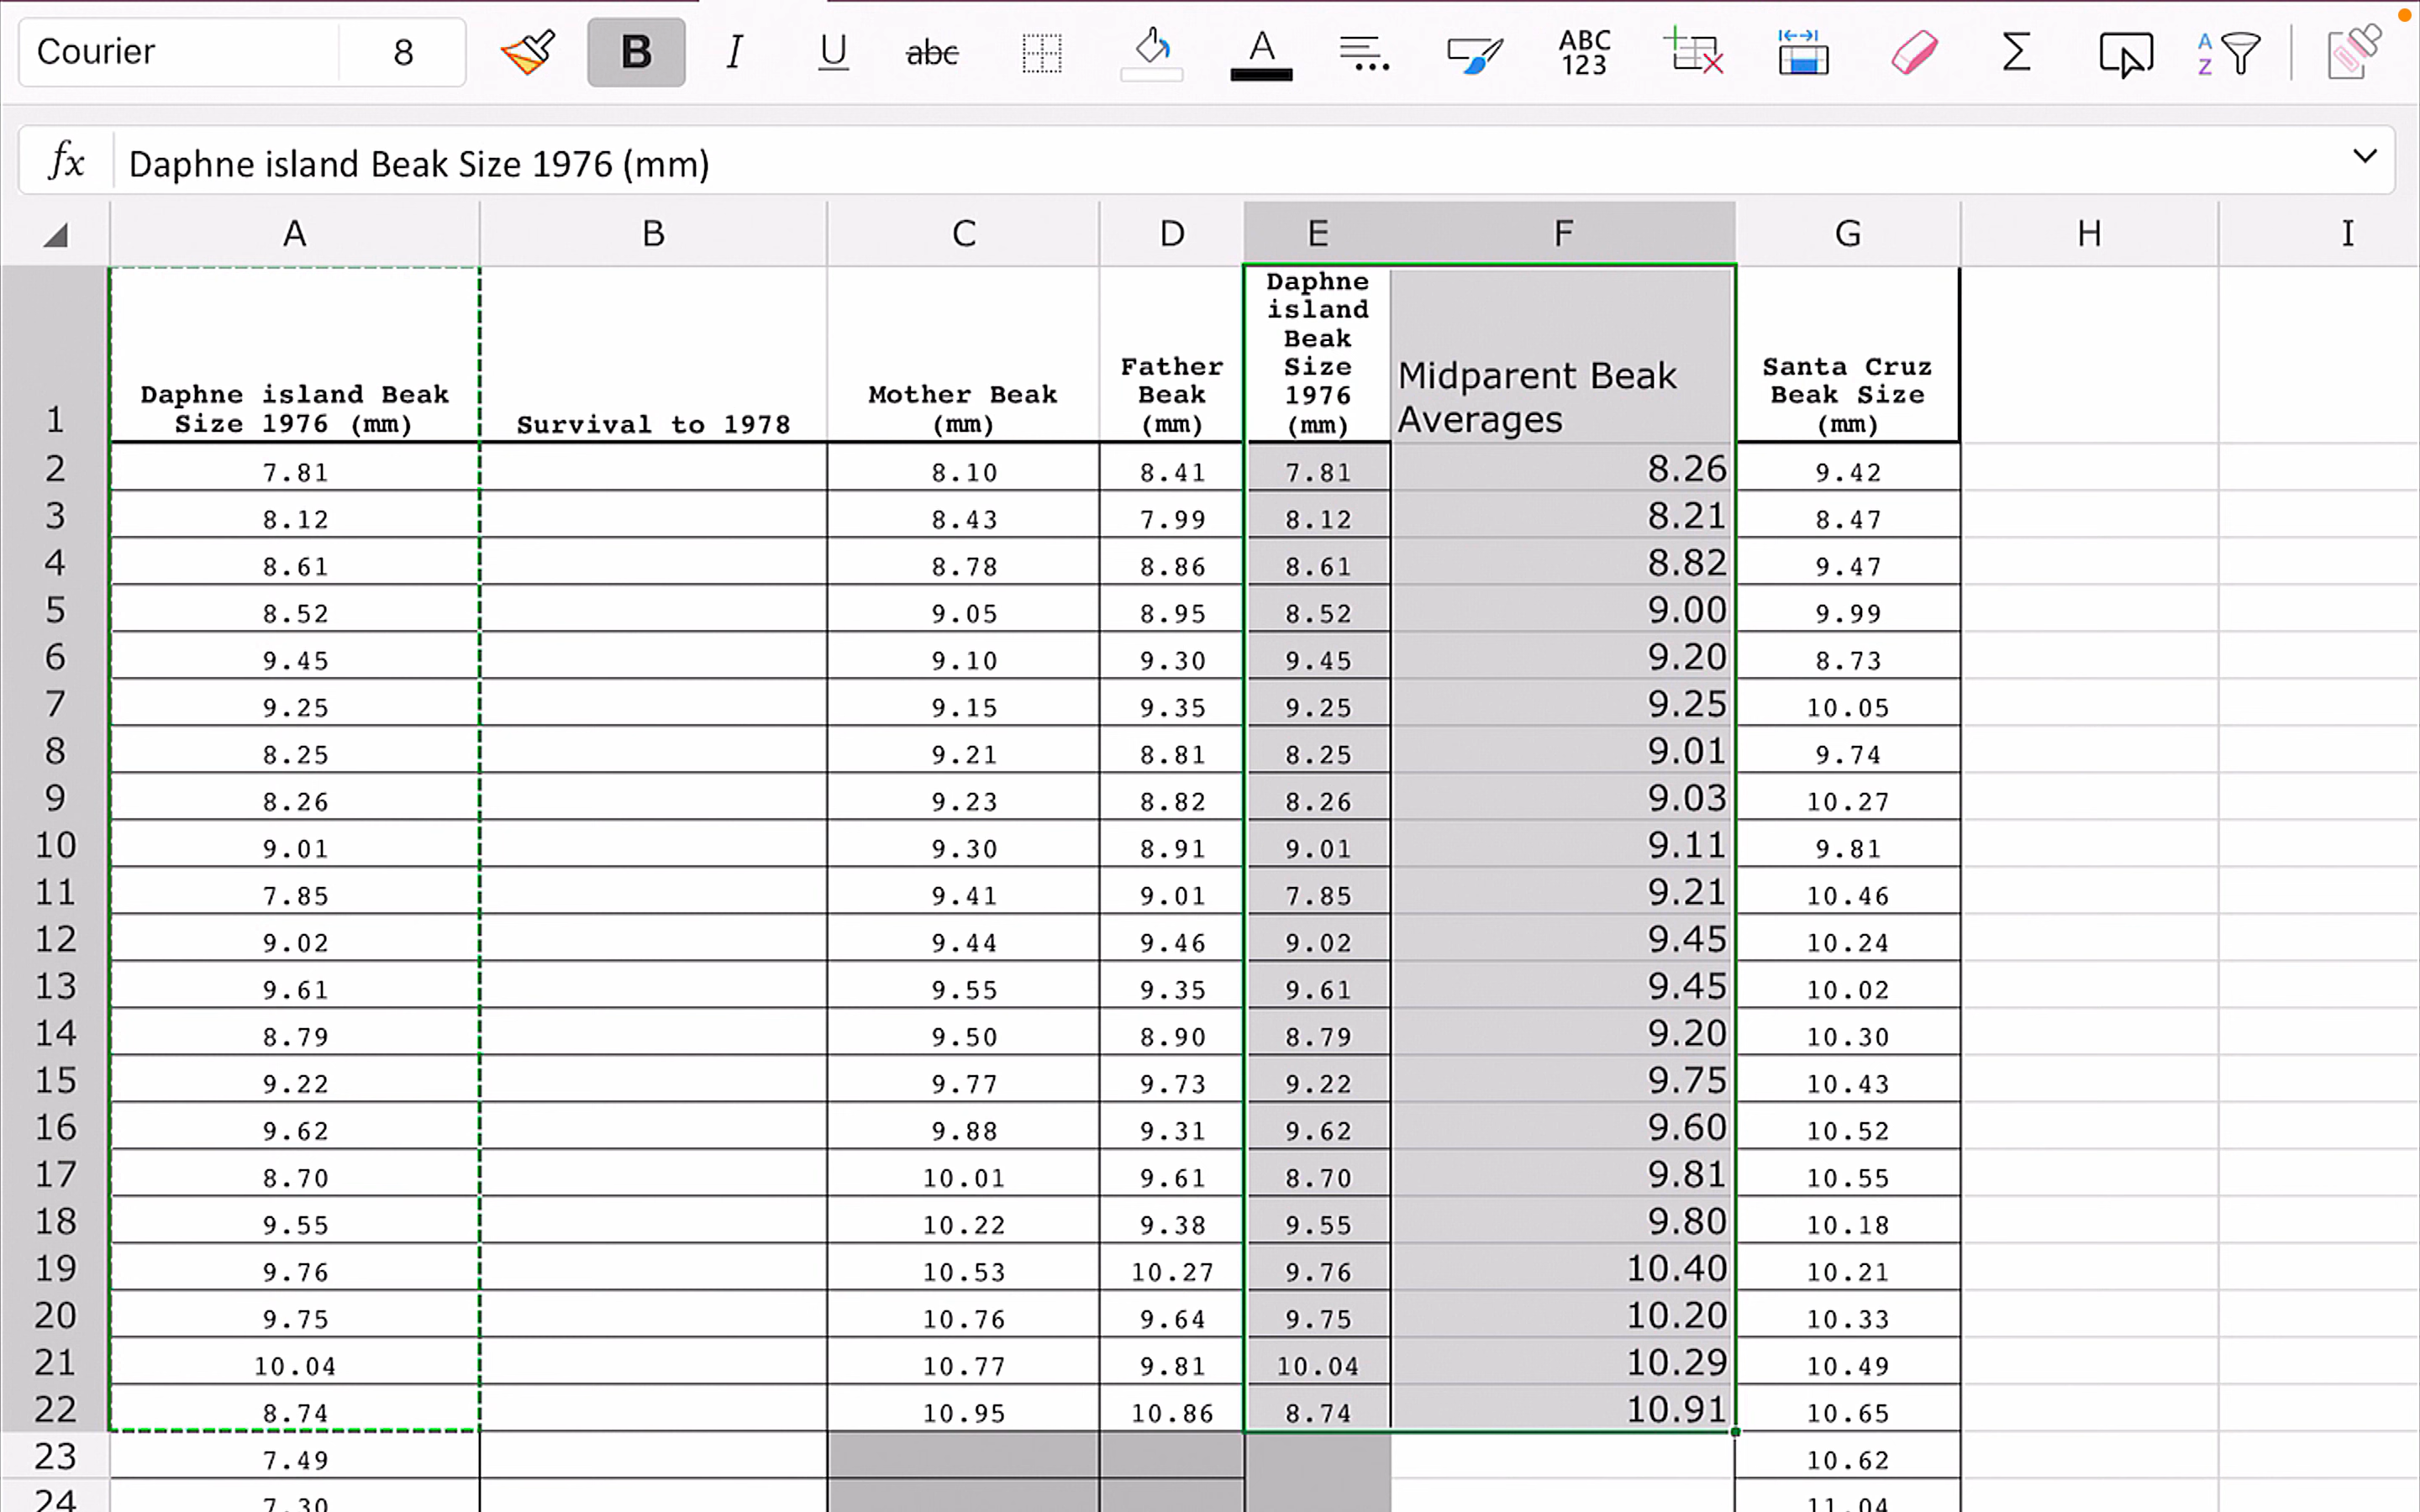 Courier 8 B I U abc A ABC 123 Σ A Z
fx Daphne island Beak Size 1976 (mm)
A B C D E F G H I
1 Daphne island Beak Size 1976 (mm) Survival to 1978 Mother Beak (mm) Father Beak (mm) Daphne island Beak Size 1976 (mm) Midparent Beak Averages Santa Cruz Beak Size (mm)
2 7.81 8.10 8.41 7.81 8.26 9.42
3 8.12 8.43 7.99 8.12 8.21 8.47
4 8.61 8.78 8.86 8.61 8.82 9.47
5 8.52 9.05 8.95 8.52 9.00 9.99
6 9.45 9.10 9.30 9.45 9.20 8.73
7 9.25 9.15 9.35 9.25 9.25 10.05
8 8.25 9.21 8.81 8.25 9.01 9.74
9 8.26 9.23 8.82 8.26 9.03 10.27
10 9.01 9.30 8.91 9.01 9.11 9.81
11 7.85 9.41 9.01 7.85 9.21 10.46
12 9.02 9.44 9.46 9.02 9.45 10.24
13 9.61 9.55 9.35 9.61 9.45 10.02
14 8.79 9.50 8.90 8.79 9.20 10.30
15 9.22 9.77 9.73 9.22 9.75 10.43
16 9.62 9.88 9.31 9.62 9.60 10.52
17 8.70 10.01 9.61 8.70 9.81 10.55
18 9.55 10.22 9.38 9.55 9.80 10.18
19 9.76 10.53 10.27 9.76 10.40 10.21
20 9.75 10.76 9.64 9.75 10.20 10.33
21 10.04 10.77 9.81 10.04 10.29 10.49
22 8.74 10.95 10.86 8.74 10.91 10.65
23 7.49 10.62
24 7.30 11.04